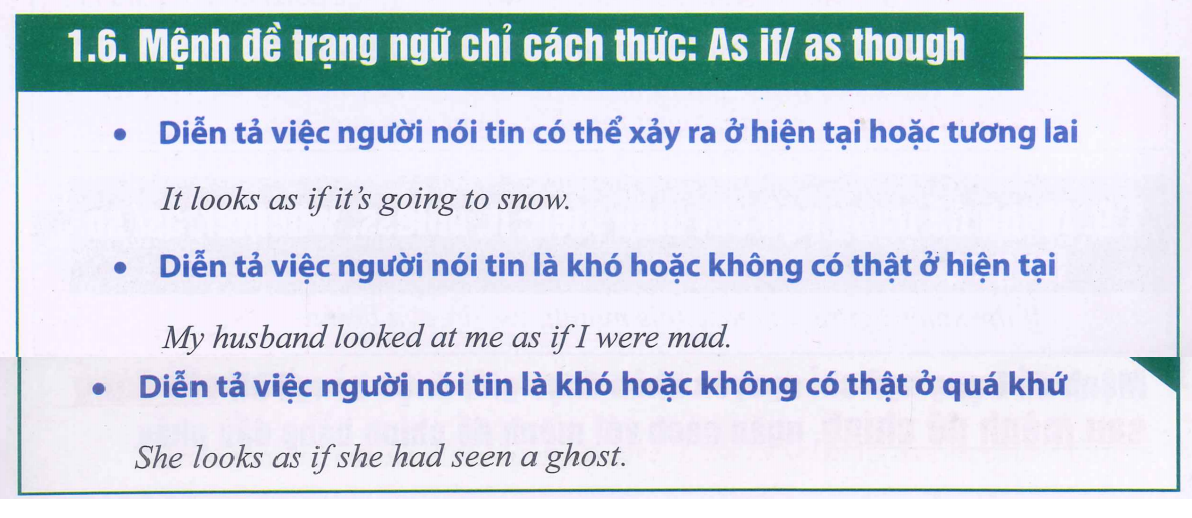 1.6. Mệnh đề trạng ngữ chỉ cách thức: As if/ as though
• Diễn tả việc người nói tin có thể xảy ra ở hiện tại hoặc tương lai
It looks as if it's going to snow.
• Diễn tả việc người nói tin là khó hoặc không có thật ở hiện tại
My husband looked at me as if I were mad.
• Diễn tả việc người nói tin là khó hoặc không có thật ở quá khứ
She looks as if she had seen a ghost.